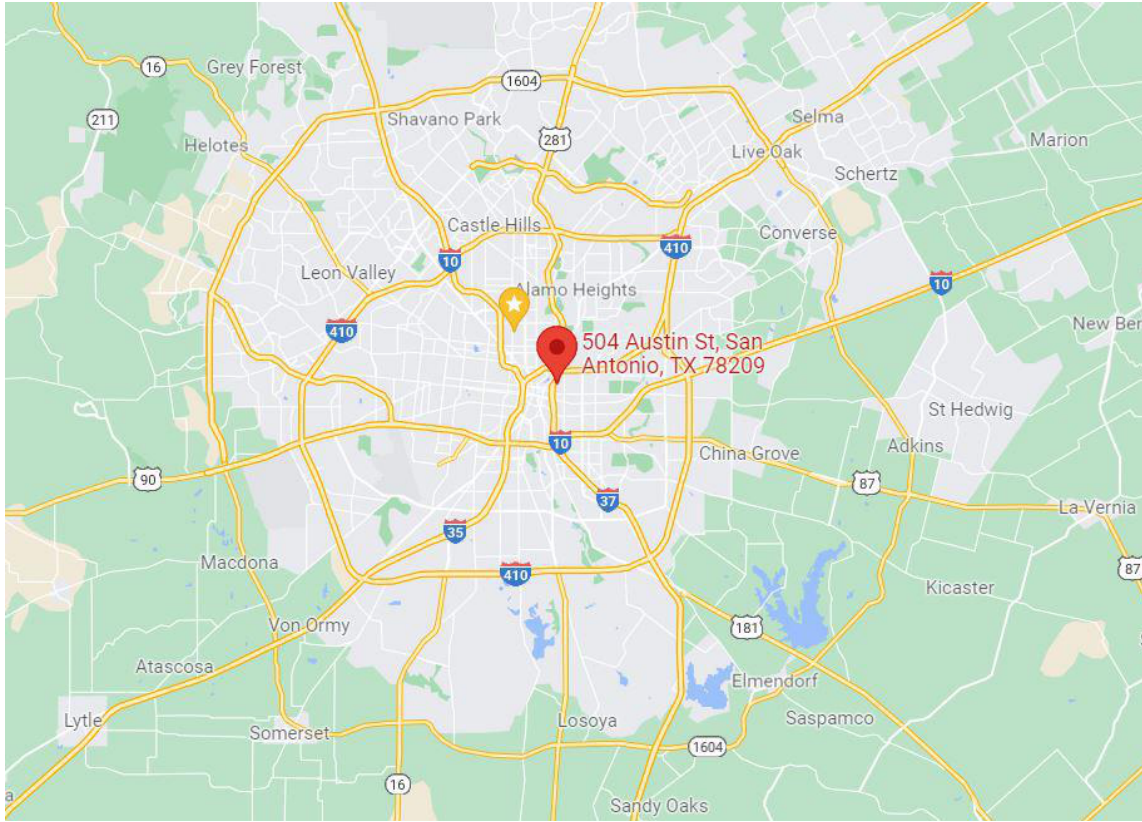 16
Grey Forest
1604
211
Shavano Park
Selma
281
Helotes
Live Oak
Marion
Schertz
Castle Hills
Converse
410
10
Leon Valley
10
Alamo Heights
410
New Ber
504 Austin St, San
Antonio, TX 78209
St Hedwig
10
Adkins
China Grove
90
87
37
La Vernia
35
Macdona
410
87
Kicaster
Von Ormy
181
Atascosa
Elmendorf
Lytle
Losoya
Saspamco
Somerset
1604
16
a
Sandy Oaks